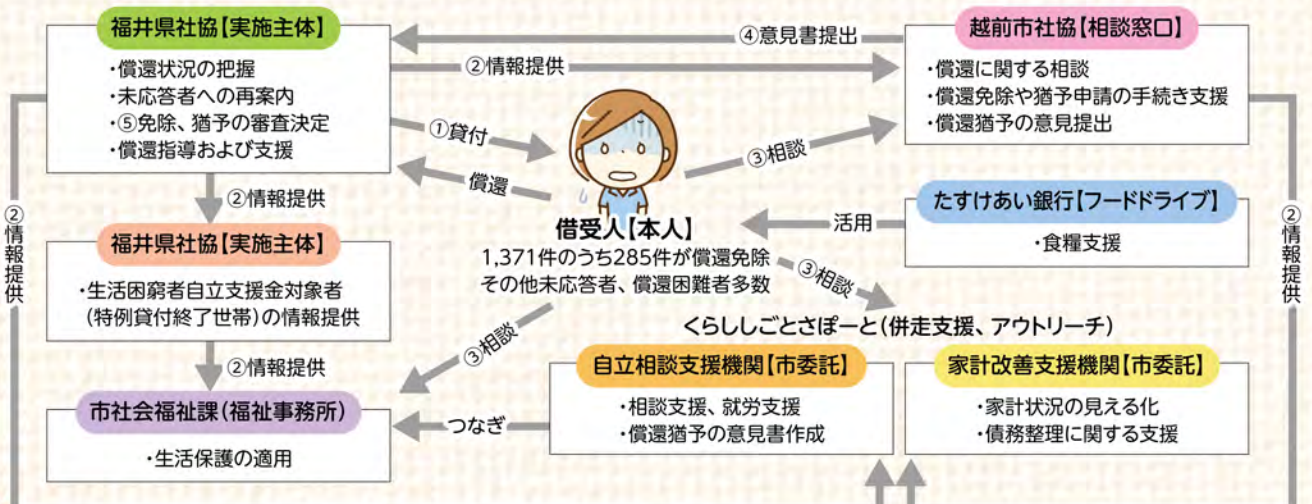 福井県社協【実施主体】
・償還状況の把握
・未応答者への再案内
・⑤免除、猶予の審査決定
・償還指導および支援
④意見書提出
②情報提供
越前市社協【相談窓口】
・償還に関する相談
・償還免除や猶予申請の手続き支援
・償還猶予の意見提出
①貸付
償還
③相談
②情報提供
福井県社協【実施主体】
・生活困窮者自立支援金対象者
(特例貸付終了世帯)の情報提供
②情報提供
借受人【本人】
1,371件のうち285件が償還免除
その他未応答者、償還困難者多数
活用
たすけあい銀行【フードドライブ】
・食糧支援
②情報提供
②情報提供
③相談
③相談
くらししごとさぽーと(併走支援、アウトリーチ)
市社会福祉課(福祉事務所)
・生活保護の適用
つなぎ
自立相談支援機関【市委託】
・相談支援、就労支援
・償還猶予の意見書作成
家計改善支援機関【市委託】
・家計状況の見える化
・債務整理に関する支援